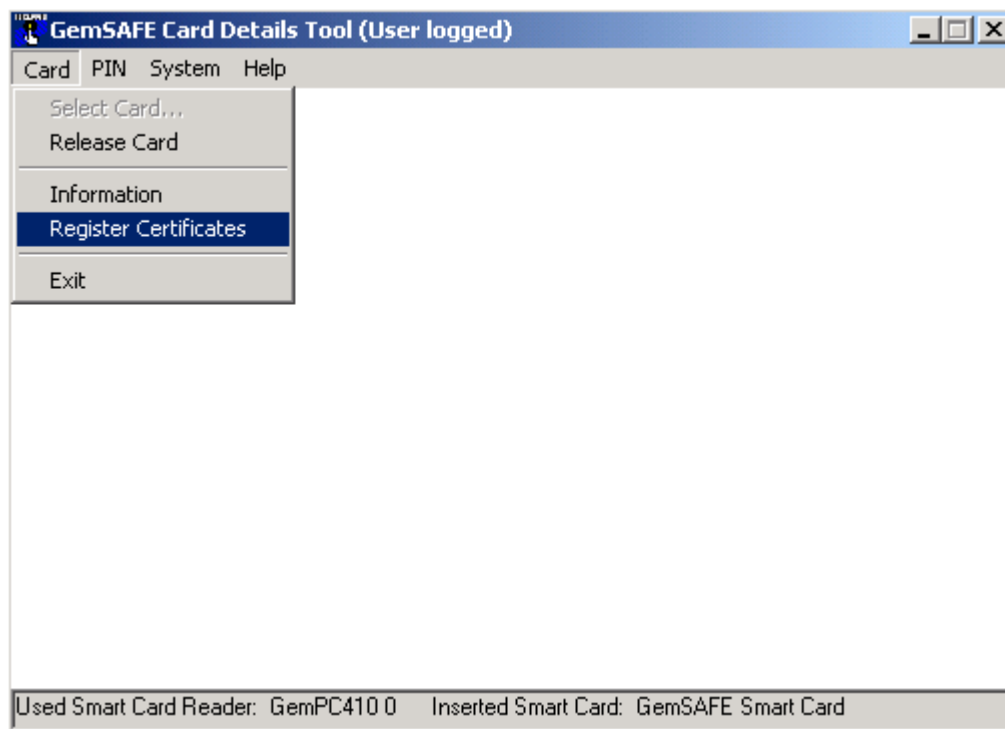 GemSAFE Card Details Tool (User logged)
Card PIN System Help
Select Card...
Release Card
Information
Register Certificates
Exit
Used Smart Card Reader: GemPC410 0 Inserted Smart Card: GemSAFE Smart Card